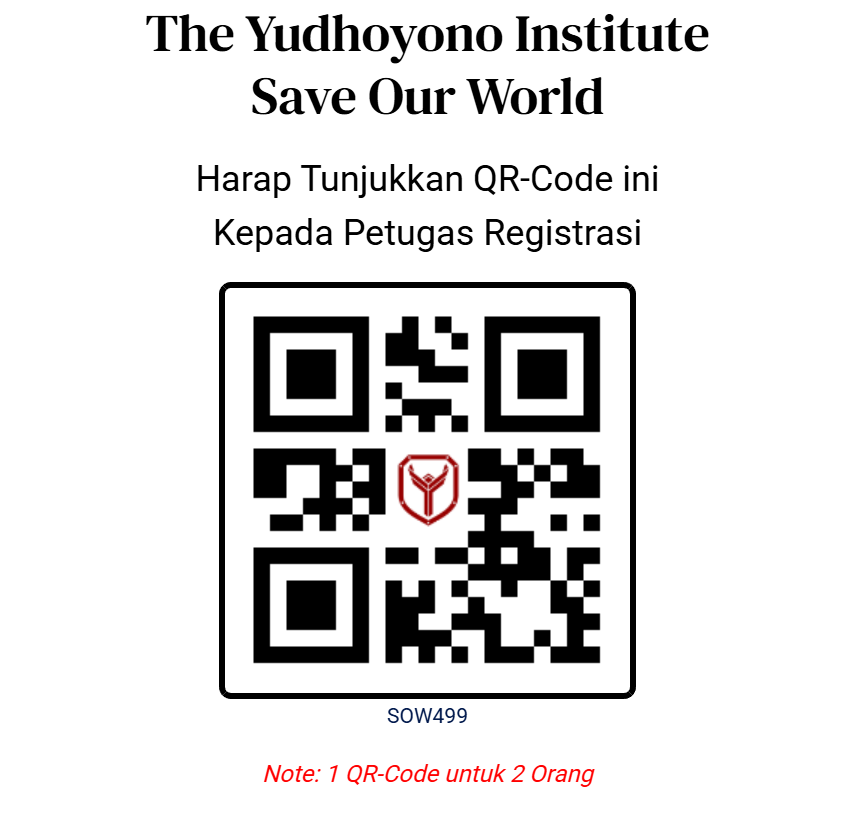 The Yudhoyono Institute
Save Our World
Harap Tunjukkan QR-Code ini
Kepada Petugas Registrasi
SOW499
Note: 1 QR-Code untuk 2 Orang